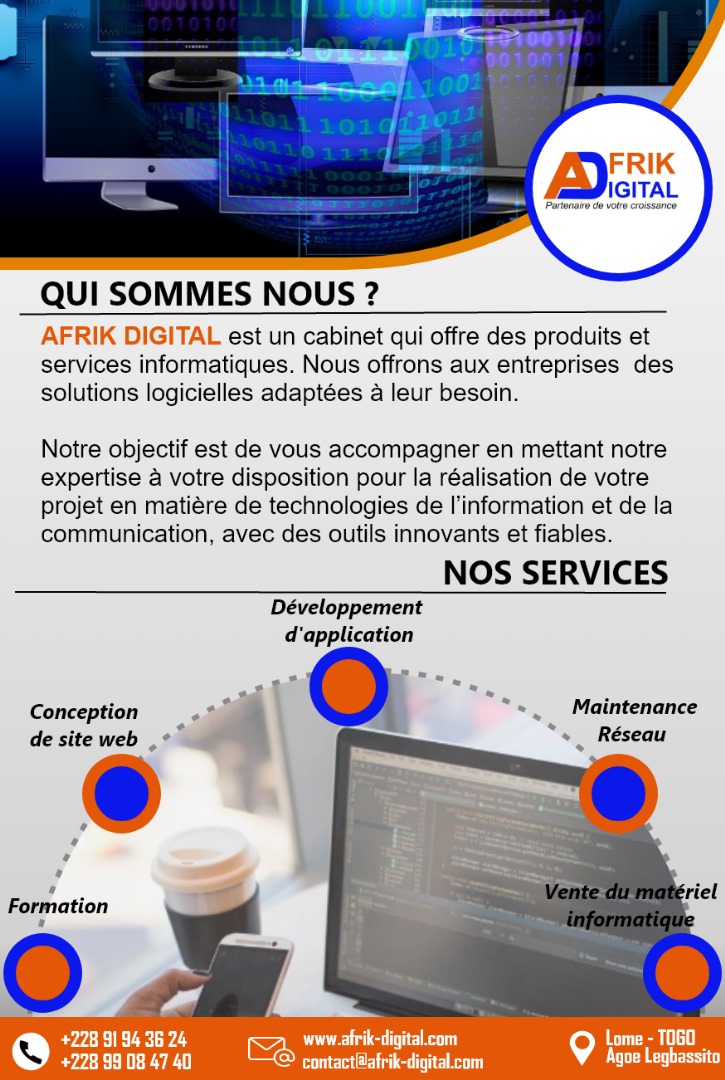 AFRIK
DIGITAL
Partenaire de votre croissance
QUI SOMMES NOUS ?
AFRIK DIGITAL est un cabinet qui offre des produits et
services informatiques. Nous offrons aux entreprises des
solutions logicielles adaptées à leur besoin.
Notre objectif est de vous accompagner en mettant notre
expertise à votre disposition pour la réalisation de votre
projet en matière de technologies de l’information et de la
communication, avec des outils innovants et fiables.
NOS SERVICES
Développement
d'application
Conception
de site web
Maintenance
Réseau
Formation
Vente du matériel
informatique
+228 91 94 36 24
+228 99 08 47 40
www.afrik-digital.com
contact@afrik-digital.com
Lome - TOGO
Agoe Legbassito